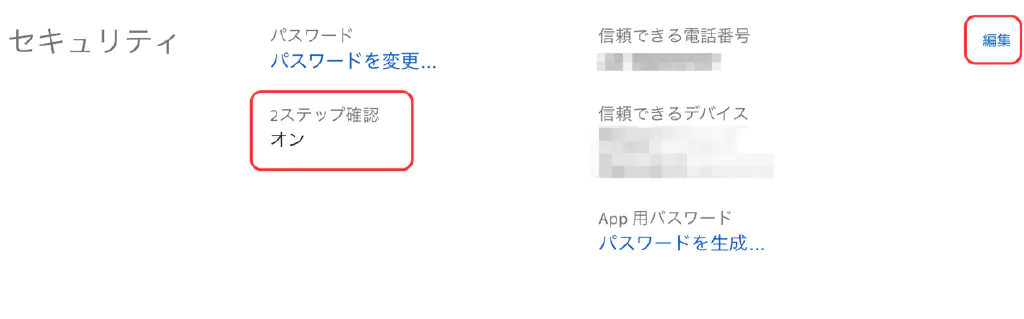 セキュリティ
パスワード
パスワードを変更...
2ステップ確認
オン
信頼できる電話番号
信頼できるデバイス
App 用パスワード
パスワードを生成...
編集